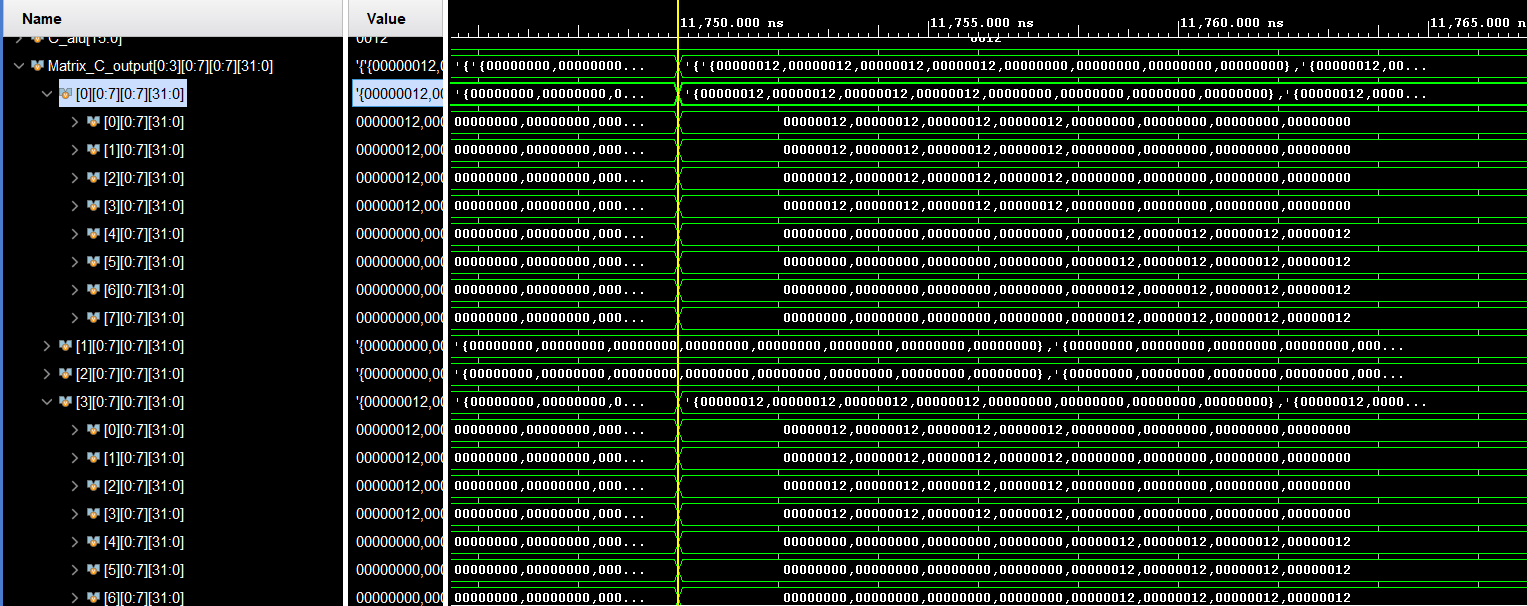 Name Value 11,750.000 ns 11,755.000 ns 11,760.000 ns 11,765.000 n
C_alu[15:0] 0012 0012
Matrix_C_output[0:3][0:7][0:7][31:0] '{'{00000012,0 '{'{00000000,00000000... '{'{00000012,00000012,00000012,00000012,00000000,00000000,00000000,00000000},'{00000012,00...
[0][0:7][0:7][31:0] '{00000012,00 '{00000000,00000000,0... '{00000012,00000012,00000012,00000012,00000000,00000000,00000000,00000000},'{00000012,0000...
[0][0:7][31:0] 00000012,000 00000000,00000000,000... 00000012,00000012,00000012,00000012,00000000,00000000,00000000,00000000
[1][0:7][31:0] 00000012,000 00000000,00000000,000... 00000012,00000012,00000012,00000012,00000000,00000000,00000000,00000000
[2][0:7][31:0] 00000012,000 00000000,00000000,000... 00000012,00000012,00000012,00000012,00000000,00000000,00000000,00000000
[3][0:7][31:0] 00000012,000 00000000,00000000,000... 00000012,00000012,00000012,00000012,00000000,00000000,00000000,00000000
[4][0:7][31:0] 00000000,000 00000000,00000000,000... 00000000,00000000,00000000,00000000,00000012,00000012,00000012,00000012
[5][0:7][31:0] 00000000,000 00000000,00000000,000... 00000000,00000000,00000000,00000000,00000012,00000012,00000012,00000012
[6][0:7][31:0] 00000000,000 00000000,00000000,000... 00000000,00000000,00000000,00000000,00000012,00000012,00000012,00000012
[7][0:7][31:0] 00000000,000 00000000,00000000,000... 00000000,00000000,00000000,00000000,00000012,00000012,00000012,00000012
[1][0:7][0:7][31:0] '{00000000,00 '{00000000,00000000,00000000,00000000,00000000,00000000,00000000,00000000},'{00000000,00000000,00000000,00000000,000...
[2][0:7][0:7][31:0] '{00000000,00 '{00000000,00000000,00000000,00000000,00000000,00000000,00000000,00000000},'{00000000,00000000,00000000,00000000,000...
[3][0:7][0:7][31:0] '{00000012,00 '{00000000,00000000,0... '{00000012,00000012,00000012,00000012,00000000,00000000,00000000,00000000},'{00000012,0000...
[0][0:7][31:0] 00000012,000 00000000,00000000,000... 00000012,00000012,00000012,00000012,00000000,00000000,00000000,00000000
[1][0:7][31:0] 00000012,000 00000000,00000000,000... 00000012,00000012,00000012,00000012,00000000,00000000,00000000,00000000
[2][0:7][31:0] 00000012,000 00000000,00000000,000... 00000012,00000012,00000012,00000012,00000000,00000000,00000000,00000000
[3][0:7][31:0] 00000012,000 00000000,00000000,000... 00000012,00000012,00000012,00000012,00000000,00000000,00000000,00000000
[4][0:7][31:0] 00000000,000 00000000,00000000,000... 00000000,00000000,00000000,00000000,00000012,00000012,00000012,00000012
[5][0:7][31:0] 00000000,000 00000000,00000000,000... 00000000,00000000,00000000,00000000,00000012,00000012,00000012,00000012
[6][0:7][31:0] 00000000,000 00000000,00000000,000... 00000000,00000000,00000000,00000000,00000012,00000012,00000012,00000012